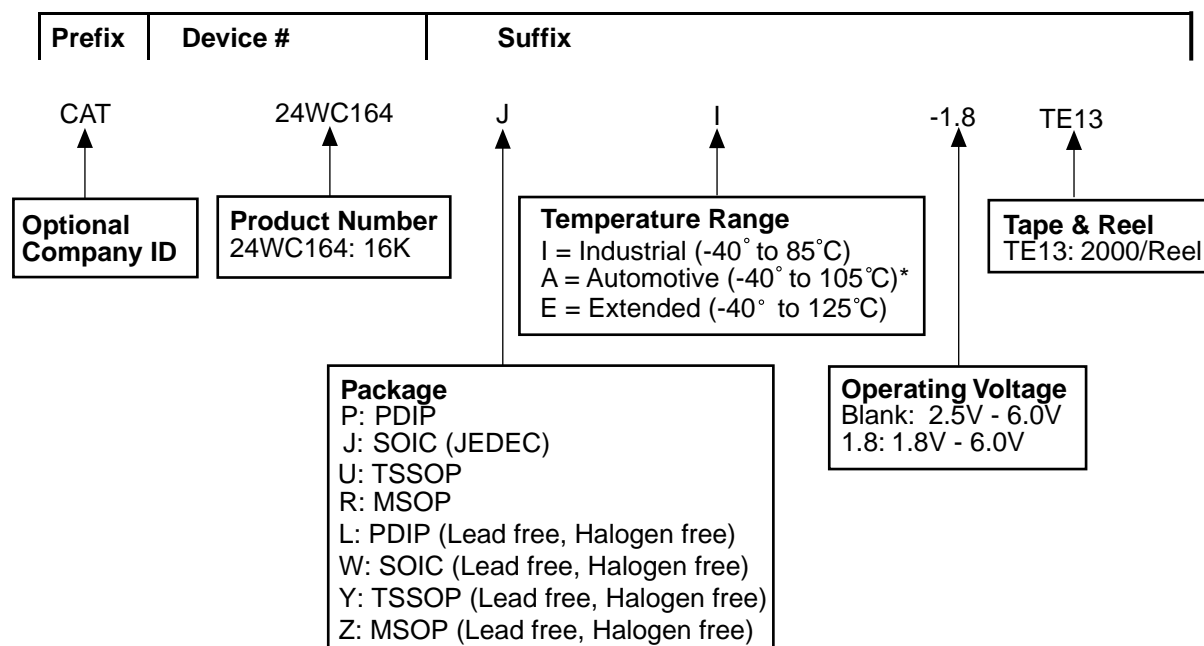 Prefix Device # Suffix
CAT 24WC164 J I -1.8 TE13
Optional
Company ID
Product Number
24WC164: 16K
Temperature Range
I = Industrial (-40˚ to 85˚C)
A = Automotive (-40˚ to 105˚C)*
E = Extended (-40˚ to 125˚C)
Tape & Reel
TE13: 2000/Reel
Package
P: PDIP
J: SOIC (JEDEC)
U: TSSOP
R: MSOP
L: PDIP (Lead free, Halogen free)
W: SOIC (Lead free, Halogen free)
Y: TSSOP (Lead free, Halogen free)
Z: MSOP (Lead free, Halogen free)
Operating Voltage
Blank: 2.5V - 6.0V
1.8: 1.8V - 6.0V